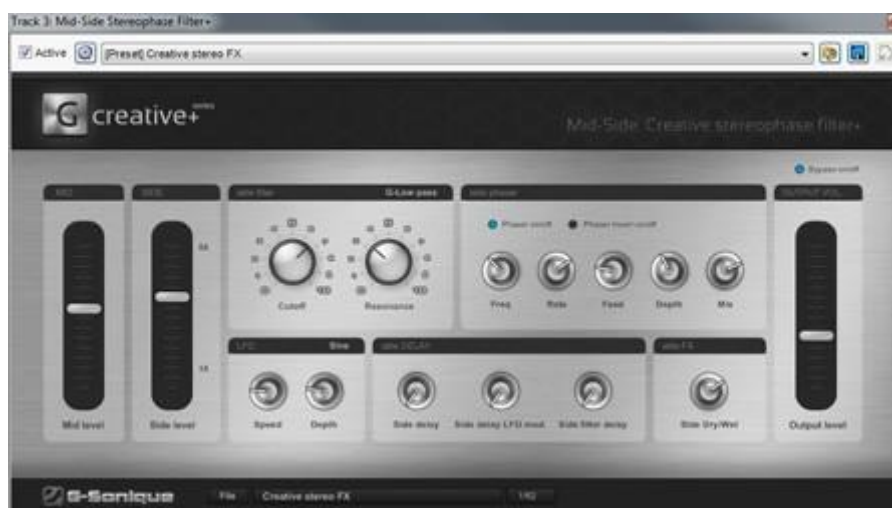 Track 3: Mid-Side Stereophase Filter+
Active [Preset] Creative stereo FX
G creative+ series
Mid-Side: Creative stereophase filter+
Bypass on/off
MID SIDE side filter G-Low pass side phaser OUTPUT VOL.
Phaser on/off Phaser invert on/off
Cutoff Resonance
Freq Rate Feed Depth Mix
LFO Sine side DELAY side FX
Speed Depth
Side delay Side delay LFO mod. Side filter delay
Side Dry/Wet
Mid level Side level Output level
G-Sonique File Creative stereo FX